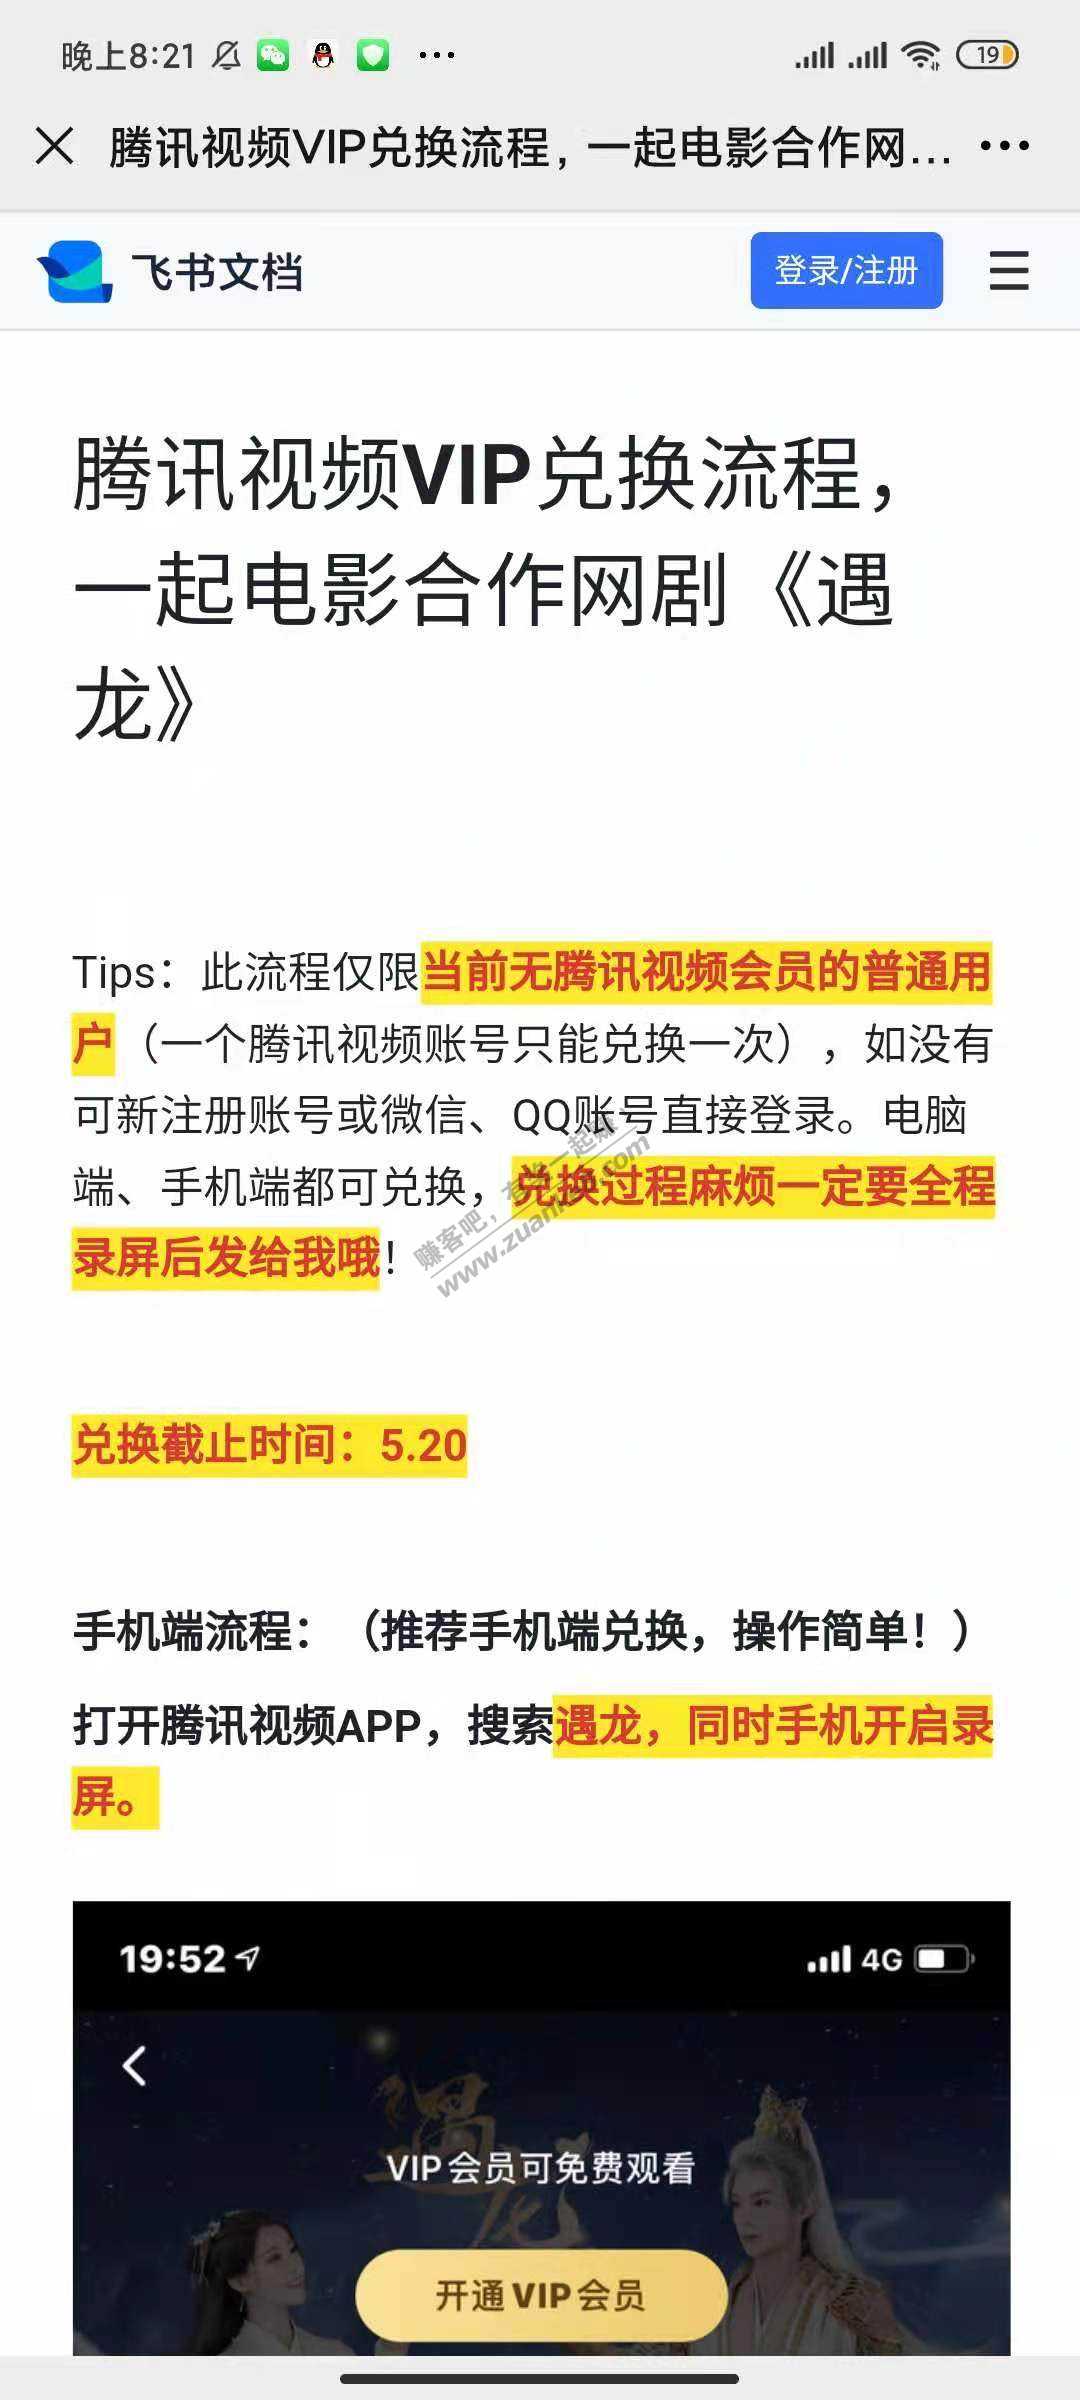 晚上8:21
19
腾讯视频VIP兑换流程，一起电影合作网...
飞书文档
登录/注册
腾讯视频VIP兑换流程，
一起电影合作网剧《遇
龙》
Tips：此流程仅限当前无腾讯视频会员的普通用
户（一个腾讯视频账号只能兑换一次），如没有
可新注册账号或微信、QQ账号直接登录。电脑
端、手机端都可兑换，兑换过程麻烦一定要全程
录屏后发给我哦！
赚客吧，有奖一起赚！
www.zuanke8.com
兑换截止时间：5.20
手机端流程：（推荐手机端兑换，操作简单！）
打开腾讯视频APP，搜索遇龙，同时手机开启录
屏。
19:52
4G
遇龙
VIP会员可免费观看
开通VIP会员